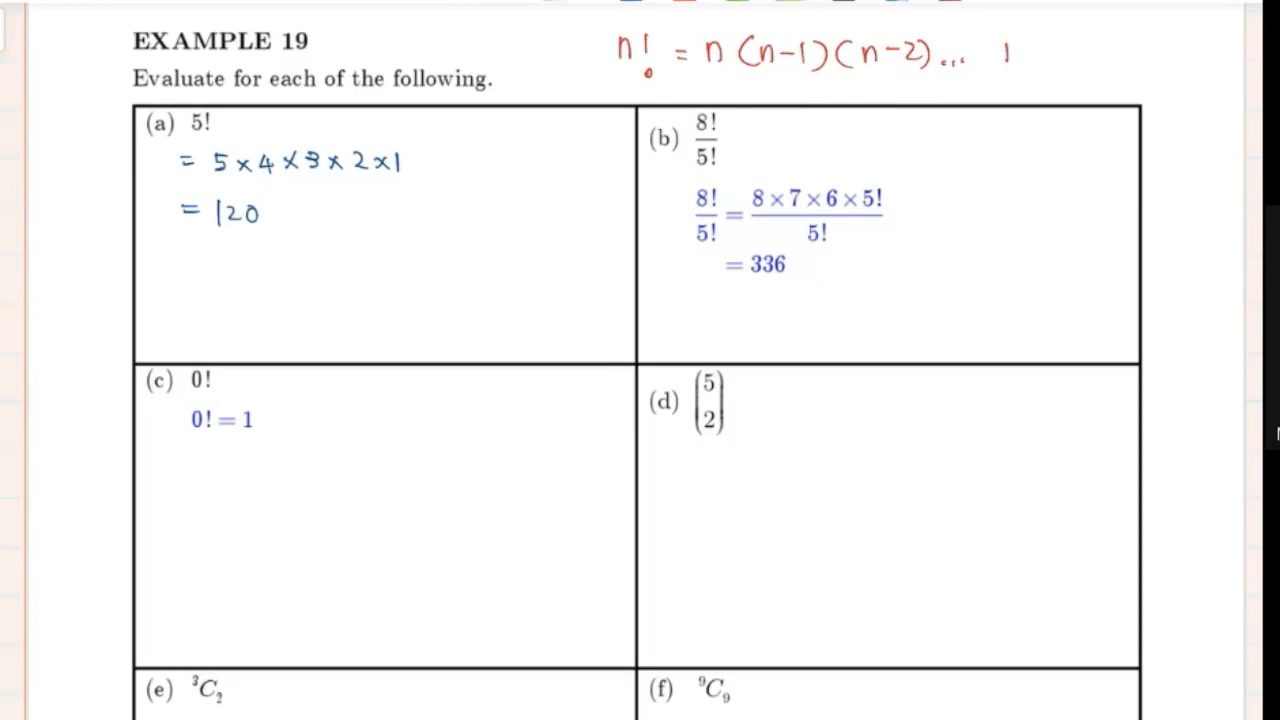 EXAMPLE 19
n! = n (n-1)(n-2)... 1
Evaluate for each of the following.
(a) 5!
= 5 × 4 × 3 × 2 × 1
= 120
(b) 8!/5!
8!/5! = 8 × 7 × 6 × 5!/5!
= 336
(c) 0!
0! = 1
(d) (5
2)
(e) ³C₂
(f) ⁹C₉